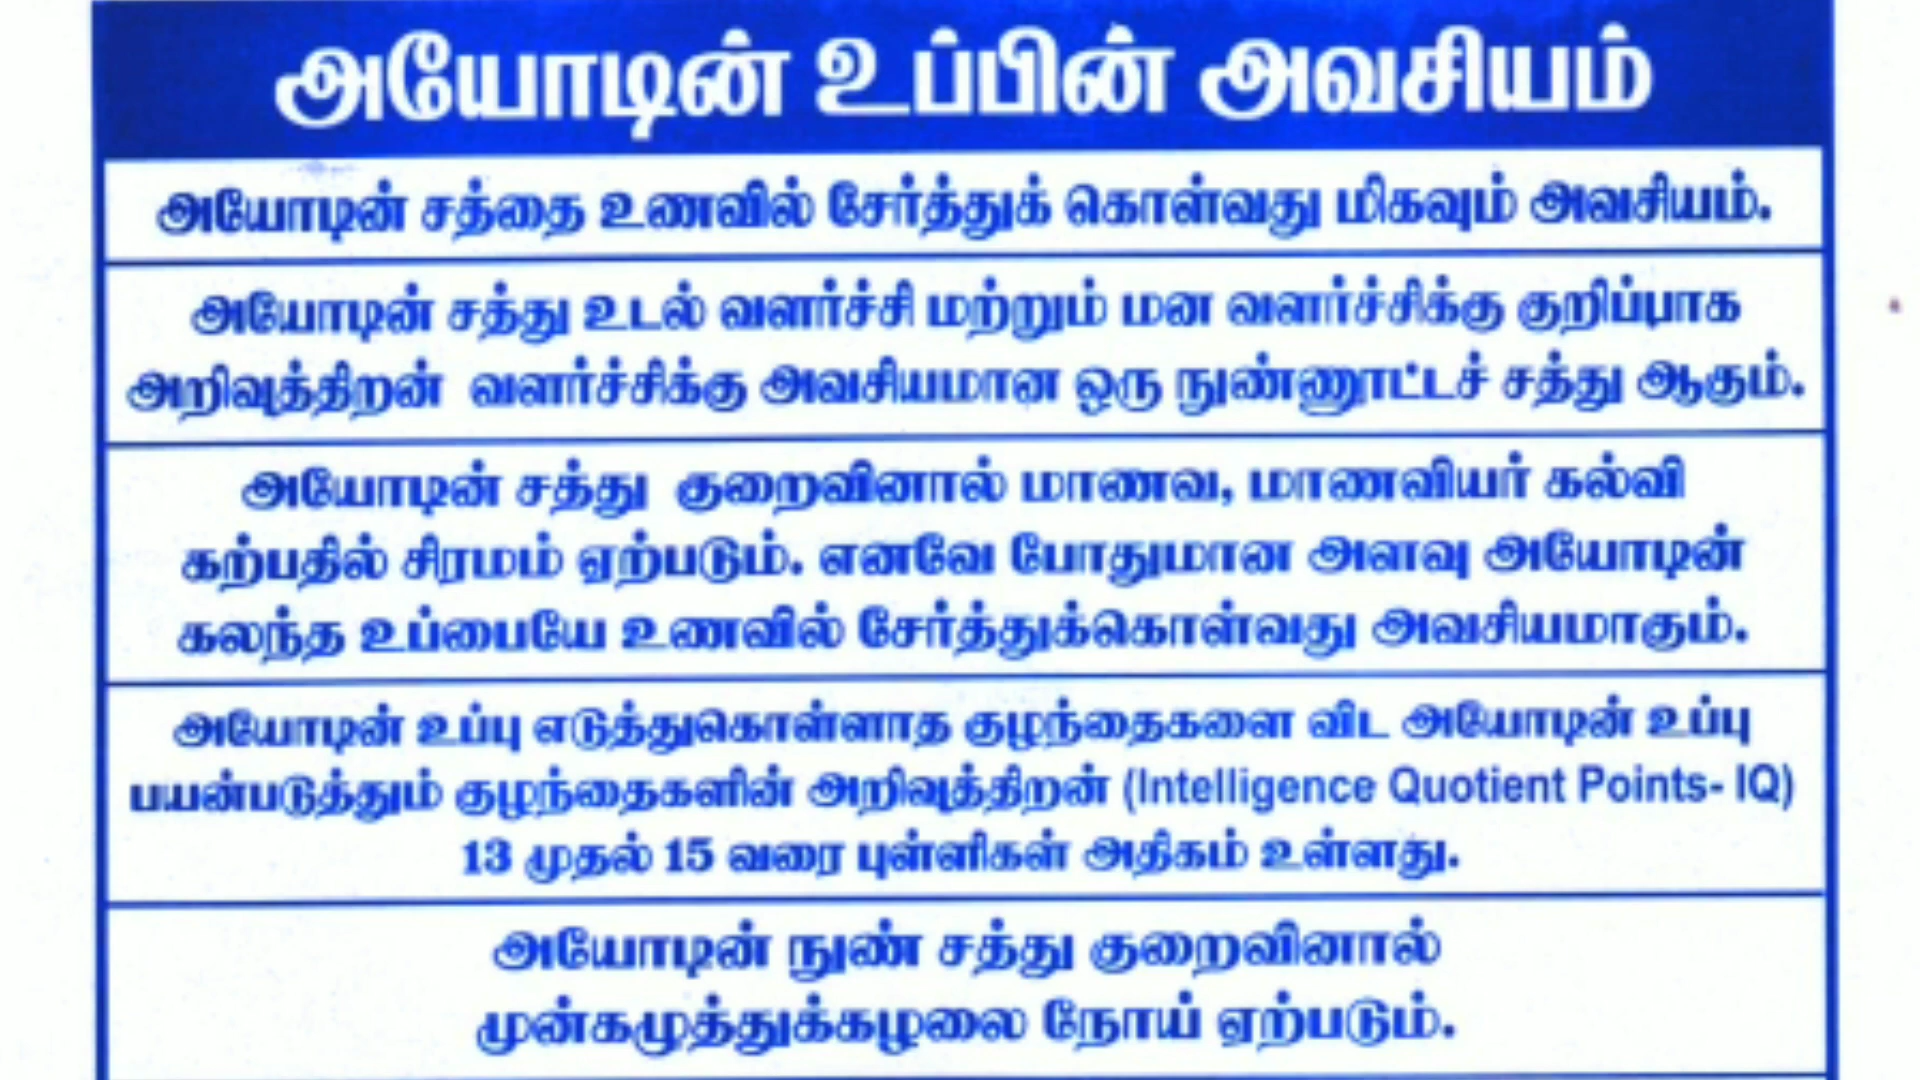 அயோடின் உப்பின் அவசியம்
அயோடின் சத்தை உணவில் சேர்த்துக் கொள்வது மிகவும் அவசியம்.
அயோடின் சத்து உடல் வளர்ச்சி மற்றும் மன வளர்ச்சிக்கு குறிப்பாக
அறிவுத்திறன் வளர்ச்சிக்கு அவசியமான ஒரு நுண்ணூட்டச் சத்து ஆகும்.
அயோடின் சத்து குறைவினால் மாணவ, மாணவியர் கல்வி
கற்பதில் சிரமம் ஏற்படும். எனவே போதுமான அளவு அயோடின்
கலந்த உப்பையே உணவில் சேர்த்துக்கொள்வது அவசியமாகும்.
அயோடின் உப்பு எடுத்துகொள்ளாத குழந்தைகளை விட அயோடின் உப்பு
பயன்படுத்தும் குழந்தைகளின் அறிவுத்திறன் (Intelligence Quotient Points- IQ)
13 முதல் 15 வரை புள்ளிகள் அதிகம் உள்ளது.
அயோடின் நுண் சத்து குறைவினால்
முன்கழுத்துக்கழலை நோய் ஏற்படும்.